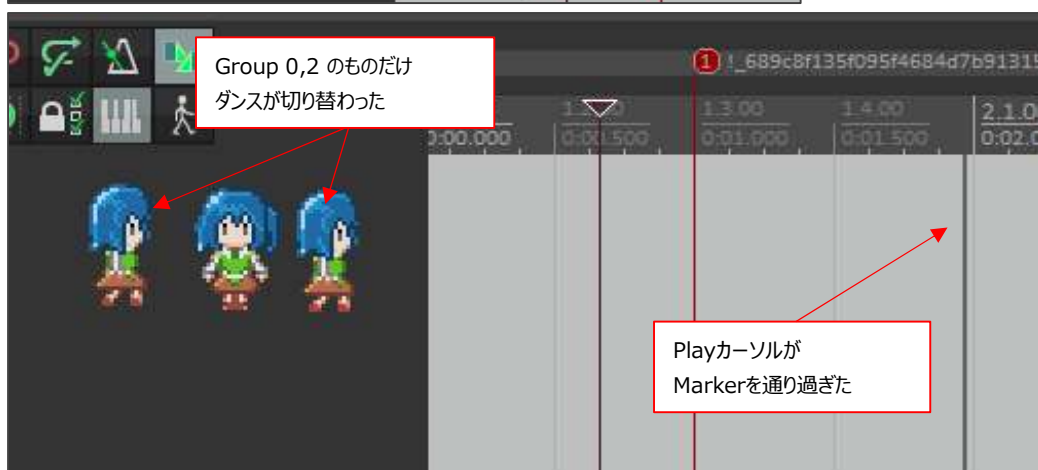 Group 0,2 のものだけ
ダンスが切り替わった
1 !_689c8f135f095f4684d7b91315
1.3.00
1.4.00
2.1.0
0:00.000
0:00.500
0:01.000
0:01.500
0:02.0
Playカーソルが
Markerを通り過ぎた